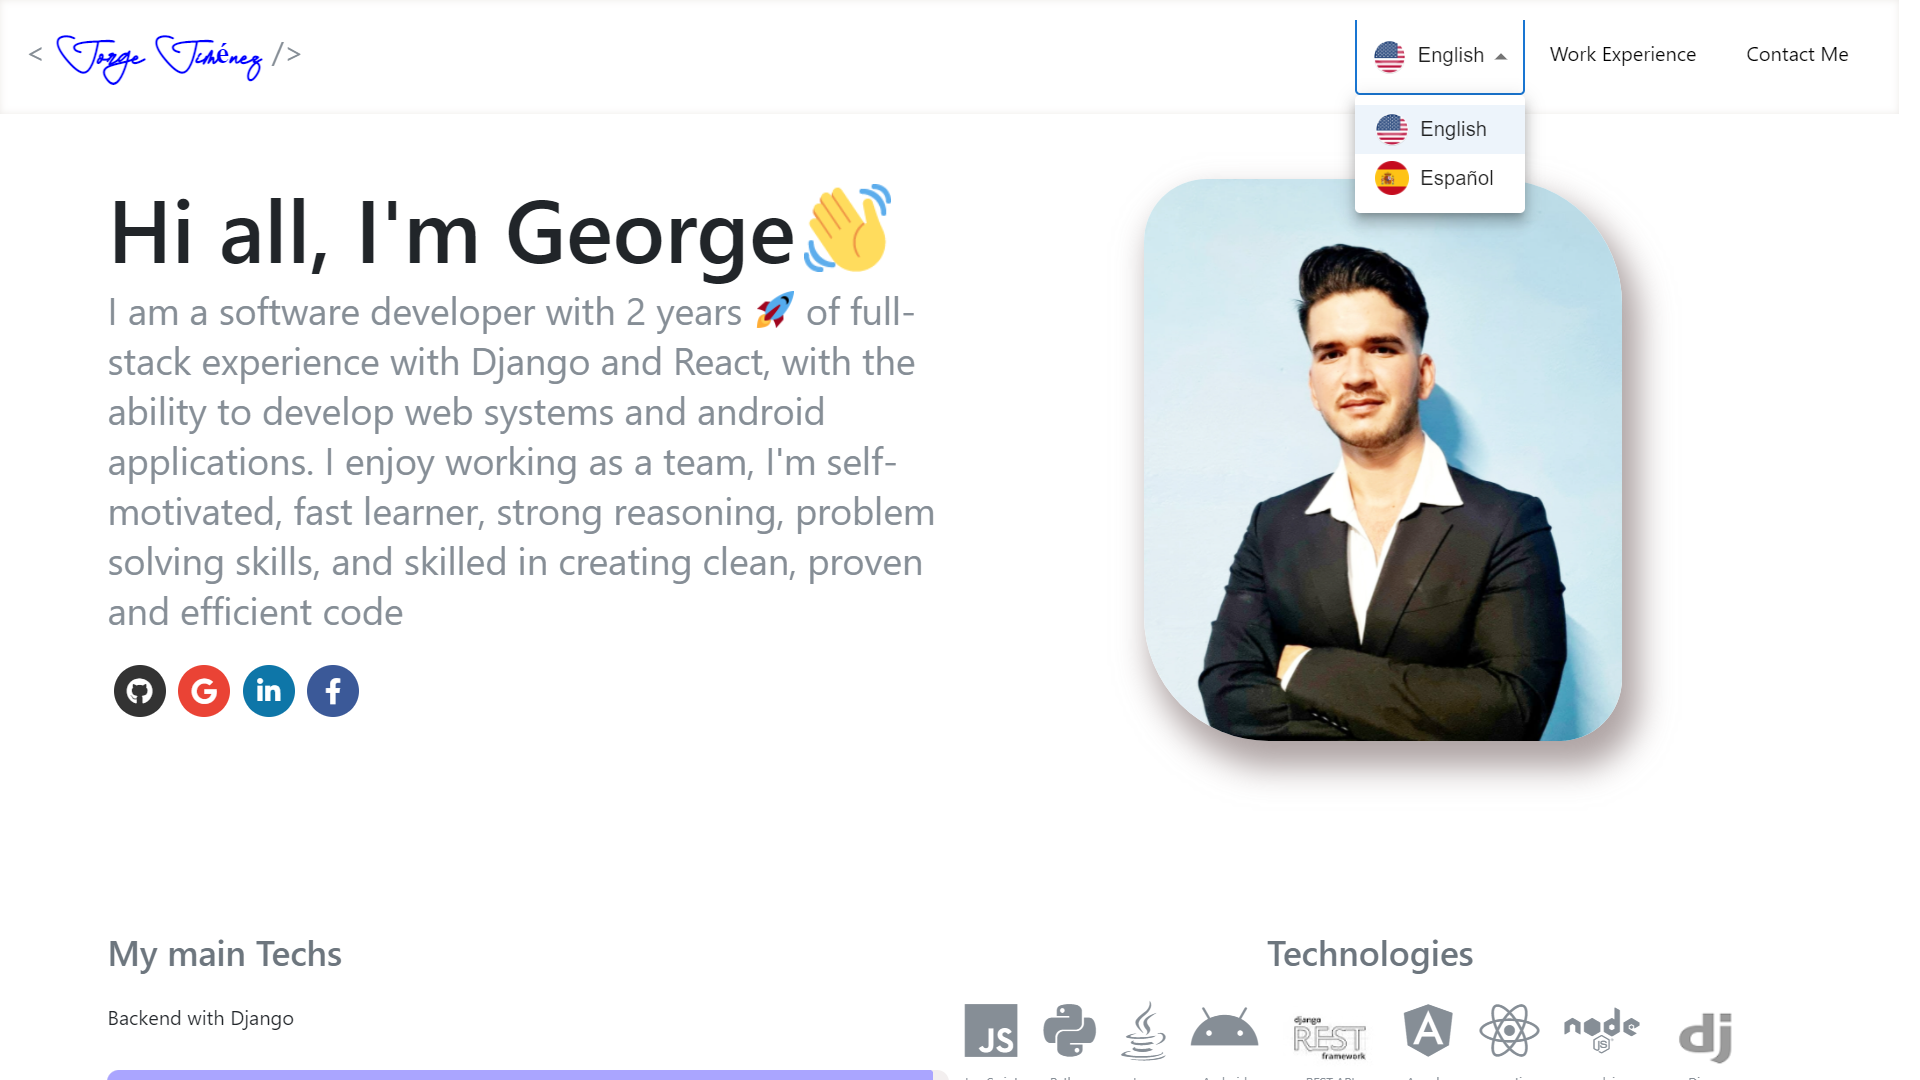 < Jorge Jiménez />
English
Work Experience
Contact Me
English
Español
Hi all, I'm George👋
I am a software developer with 2 years 🚀 of full-
stack experience with Django and React, with the
ability to develop web systems and android
applications. I enjoy working as a team, I'm self-
motivated, fast learner, strong reasoning, problem
solving skills, and skilled in creating clean, proven
and efficient code
My main Techs
Technologies
Backend with Django
JS
django
REST
framework
node
JS
dj